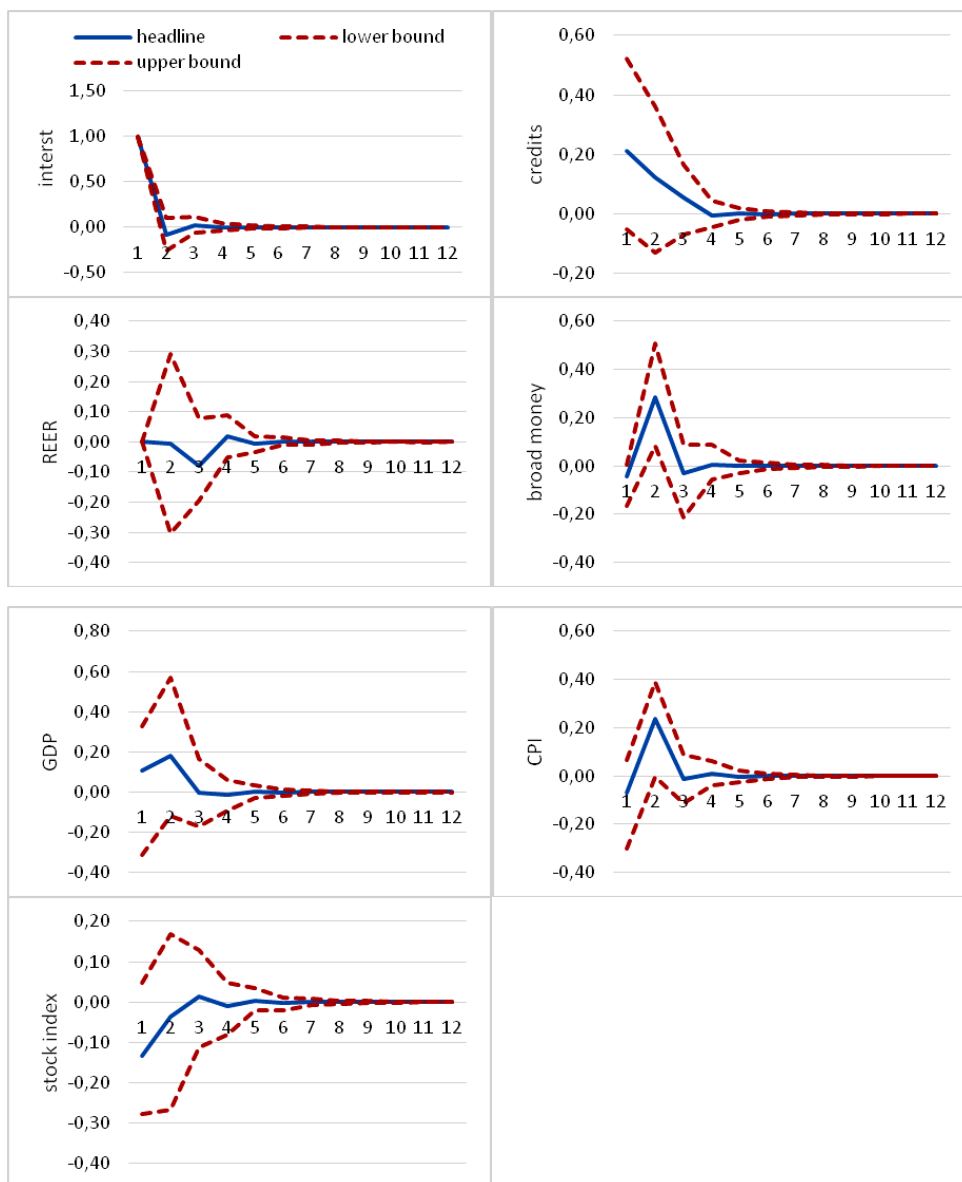 headline lower bound
upper bound
interst
1,50
1,00
0,50
0,00
-0,50
1 2 3 4 5 6 7 8 9 10 11 12
credits
0,60
0,40
0,20
0,00
-0,20
1 2 3 4 5 6 7 8 9 10 11 12
REER
0,40
0,30
0,20
0,10
0,00
-0,10
-0,20
-0,30
-0,40
1 2 3 4 5 6 7 8 9 10 11 12
broad money
0,60
0,40
0,20
0,00
-0,20
-0,40
1 2 3 4 5 6 7 8 9 10 11 12
GDP
0,80
0,60
0,40
0,20
0,00
-0,20
-0,40
1 2 3 4 5 6 7 8 9 10 11 12
CPI
0,60
0,40
0,20
0,00
-0,20
-0,40
1 2 3 4 5 6 7 8 9 10 11 12
stock index
0,20
0,10
0,00
-0,10
-0,20
-0,30
-0,40
1 2 3 4 5 6 7 8 9 10 11 12